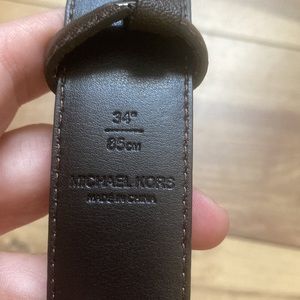 34"
85CM
MICHAEL KORS
MADE IN CHINA